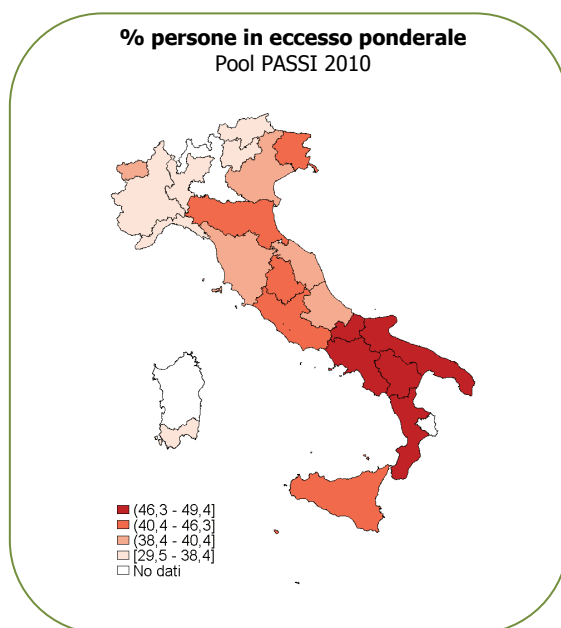 % persone in eccesso ponderale
Pool PASSI 2010
(46,3 - 49,4]
(40,4 - 46,3]
(38,4 - 40,4]
[29,5 - 38,4]
No dati